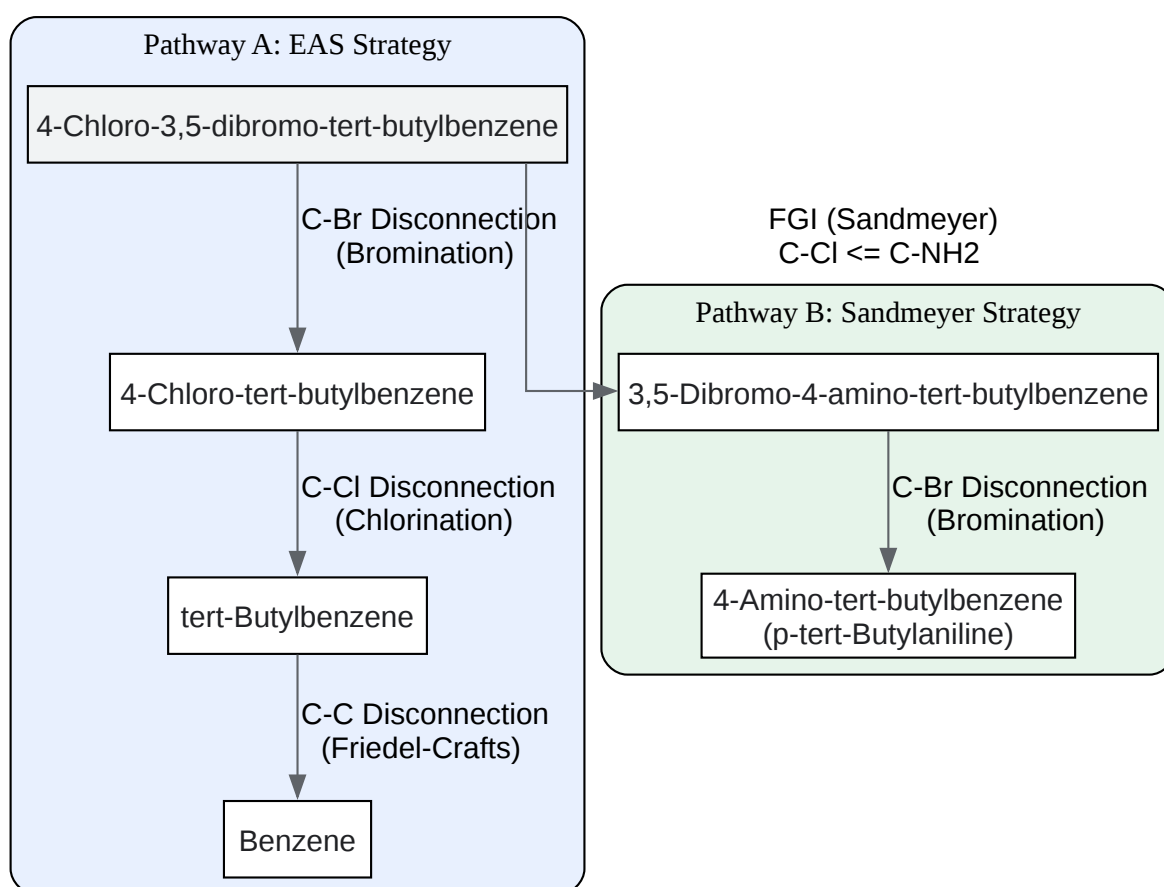 Pathway A: EAS Strategy
4-Chloro-3,5-dibromo-tert-butylbenzene
C-Br Disconnection
(Bromination)
4-Chloro-tert-butylbenzene
C-Cl Disconnection
(Chlorination)
tert-Butylbenzene
C-C Disconnection
(Friedel-Crafts)
Benzene
FGI (Sandmeyer)
C-Cl <= C-NH2
Pathway B: Sandmeyer Strategy
3,5-Dibromo-4-amino-tert-butylbenzene
C-Br Disconnection
(Bromination)
4-Amino-tert-butylbenzene
(p-tert-Butylaniline)